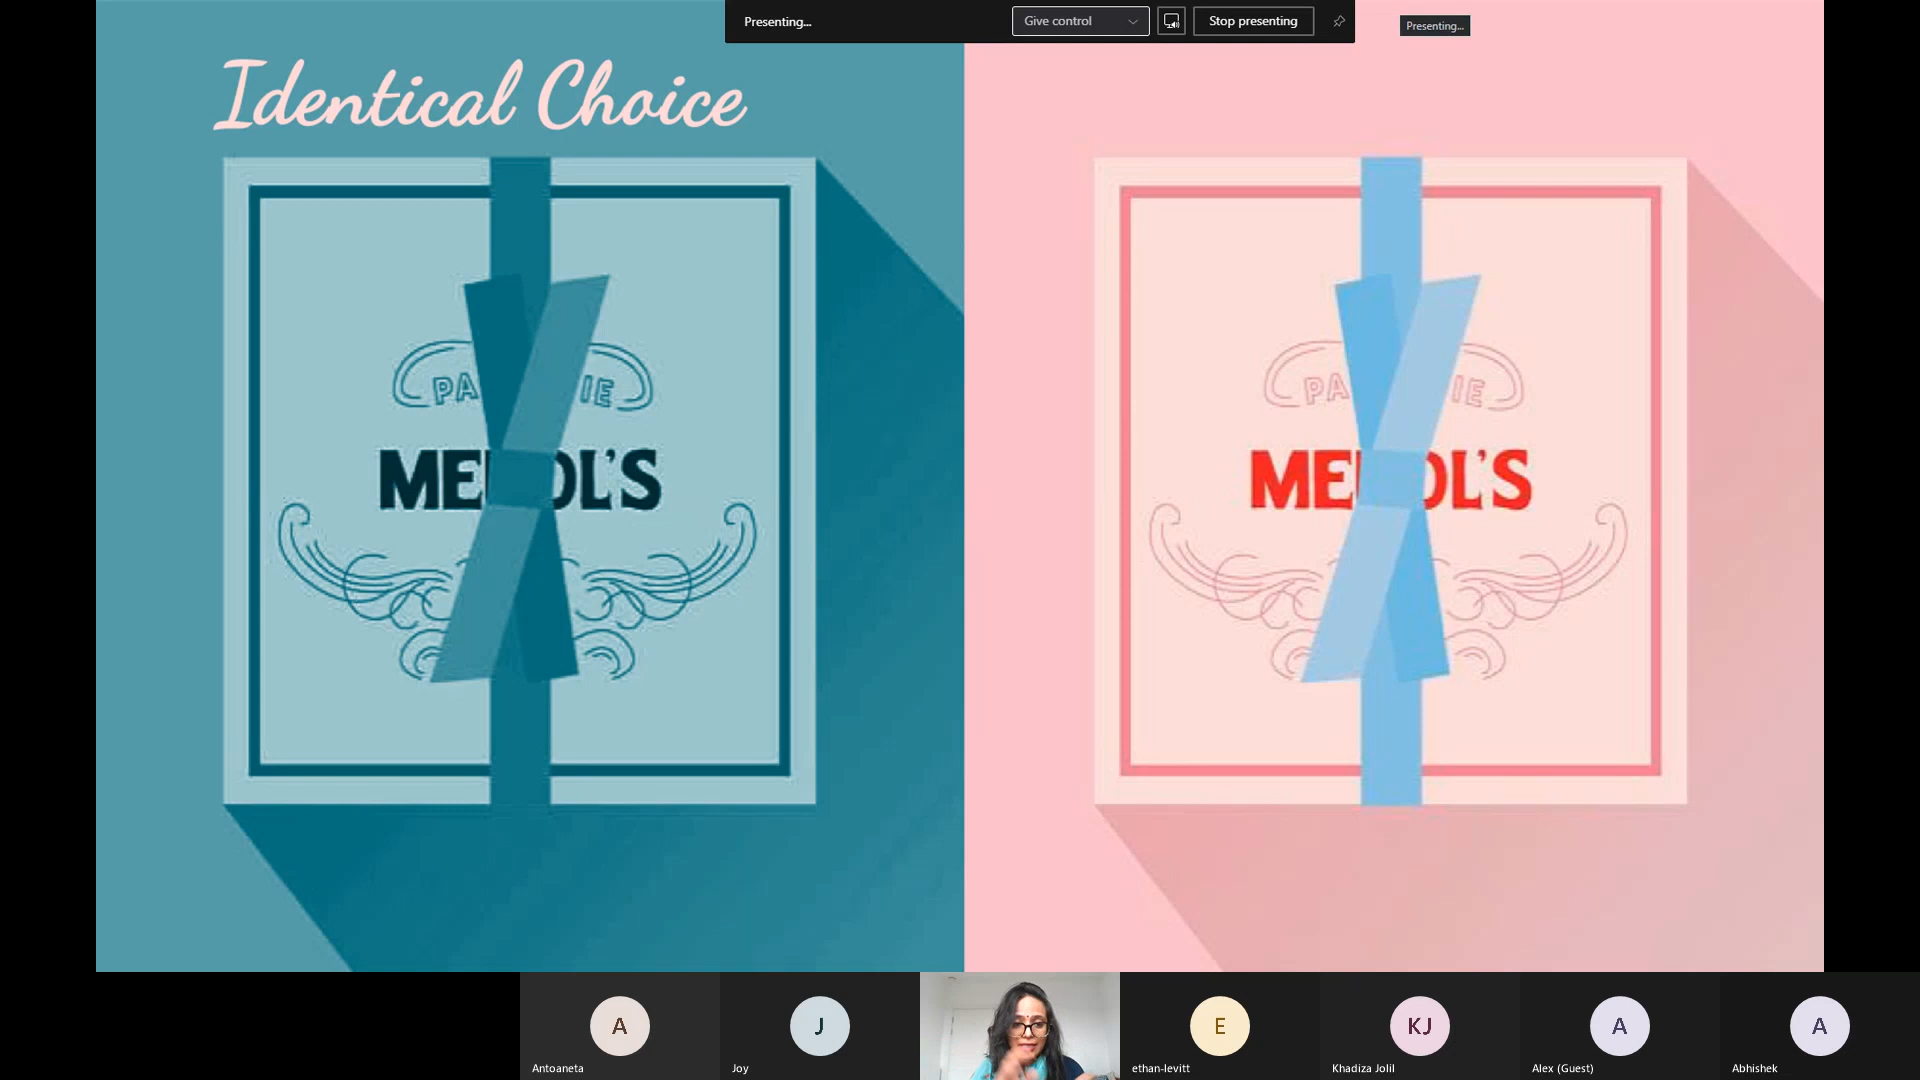 Presenting...
Give control
Stop presenting
Presenting...
Identical Choice
PA IE
ME OL'S
PA IE
ME OL'S
A
J
E
KJ
A
A
Antoaneta
Joy
ethan-levitt
Khadiza Jolil
Alex (Guest)
Abhishek